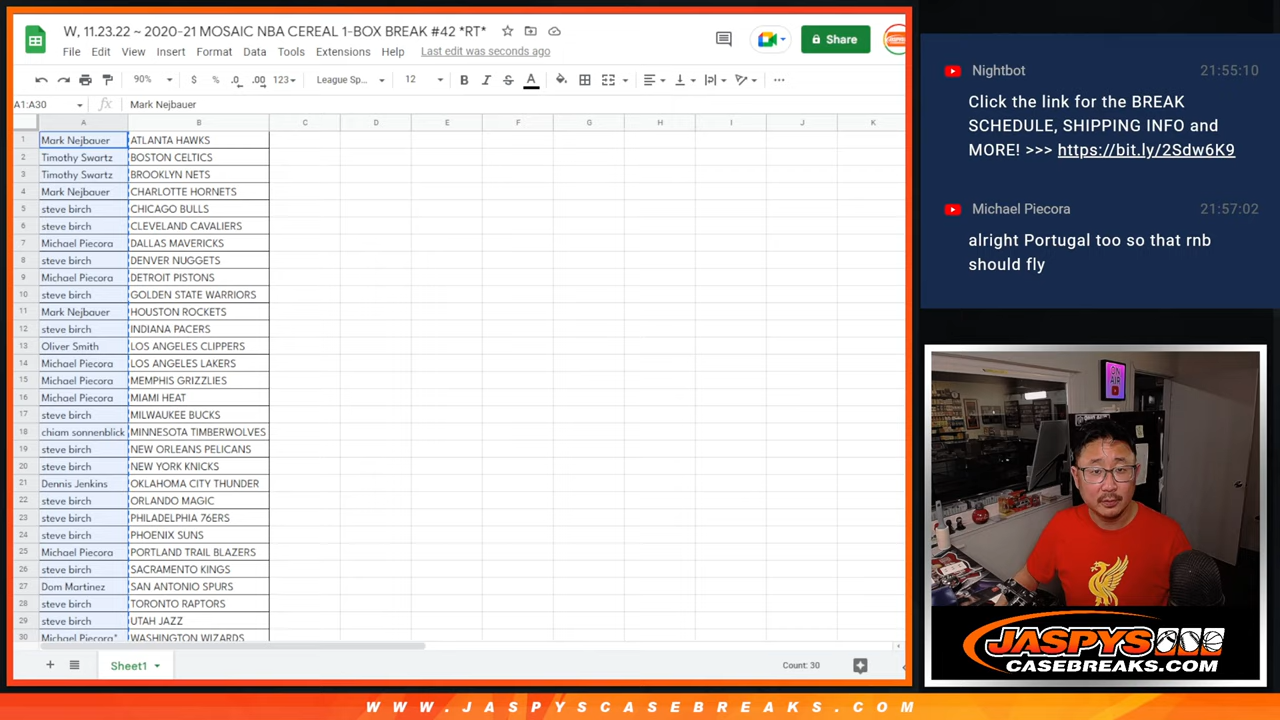 W, 11.23.22 ~ 2020-21 MOSAIC NBA CEREAL 1-BOX BREAK #42 *RT*
File Edit View Insert Format Data Tools Extensions Help Last edit was seconds ago
Share
90% $ % .0 .00 123 League Sp... 12 B I S A
A1:A30 fx Mark Nejbauer
A B C D E F G H I J K
1 Mark Nejbauer ATLANTA HAWKS
2 Timothy Swartz BOSTON CELTICS
3 Timothy Swartz BROOKLYN NETS
4 Mark Nejbauer CHARLOTTE HORNETS
5 steve birch CHICAGO BULLS
6 steve birch CLEVELAND CAVALIERS
7 Michael Piecora DALLAS MAVERICKS
8 steve birch DENVER NUGGETS
9 Michael Piecora DETROIT PISTONS
10 steve birch GOLDEN STATE WARRIORS
11 Mark Nejbauer HOUSTON ROCKETS
12 steve birch INDIANA PACERS
13 Oliver Smith LOS ANGELES CLIPPERS
14 Michael Piecora LOS ANGELES LAKERS
15 Michael Piecora MEMPHIS GRIZZLIES
16 Michael Piecora MIAMI HEAT
17 steve birch MILWAUKEE BUCKS
18 chiam sonnenblick MINNESOTA TIMBERWOLVES
19 steve birch NEW ORLEANS PELICANS
20 steve birch NEW YORK KNICKS
21 Dennis Jenkins OKLAHOMA CITY THUNDER
22 steve birch ORLANDO MAGIC
23 steve birch PHILADELPHIA 76ERS
24 steve birch PHOENIX SUNS
25 Michael Piecora PORTLAND TRAIL BLAZERS
26 steve birch SACRAMENTO KINGS
27 Dom Martinez SAN ANTONIO SPURS
28 steve birch TORONTO RAPTORS
29 steve birch UTAH JAZZ
30 Michael Piecora* WASHINGTON WIZARDS
Sheet1
Count: 30
Nightbot 21:55:10
Click the link for the BREAK
SCHEDULE, SHIPPING INFO and
MORE! >>> https://bit.ly/2Sdw6K9
Michael Piecora 21:57:02
alright Portugal too so that rnb
should fly
ON
AIR
JASPYS
CASEBREAKS.COM
WWW.JASPYSCASEBREAKS.COM